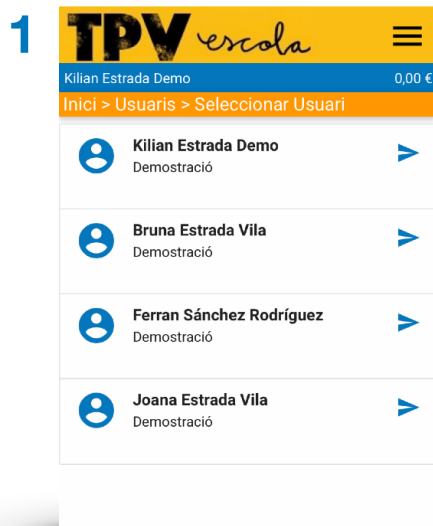 1
TPV escola
Kilian Estrada Demo 0,00 €
Inici > Usuaris > Seleccionar Usuari
Kilian Estrada Demo
Demostració
Bruna Estrada Vila
Demostració
Ferran Sánchez Rodríguez
Demostració
Joana Estrada Vila
Demostració